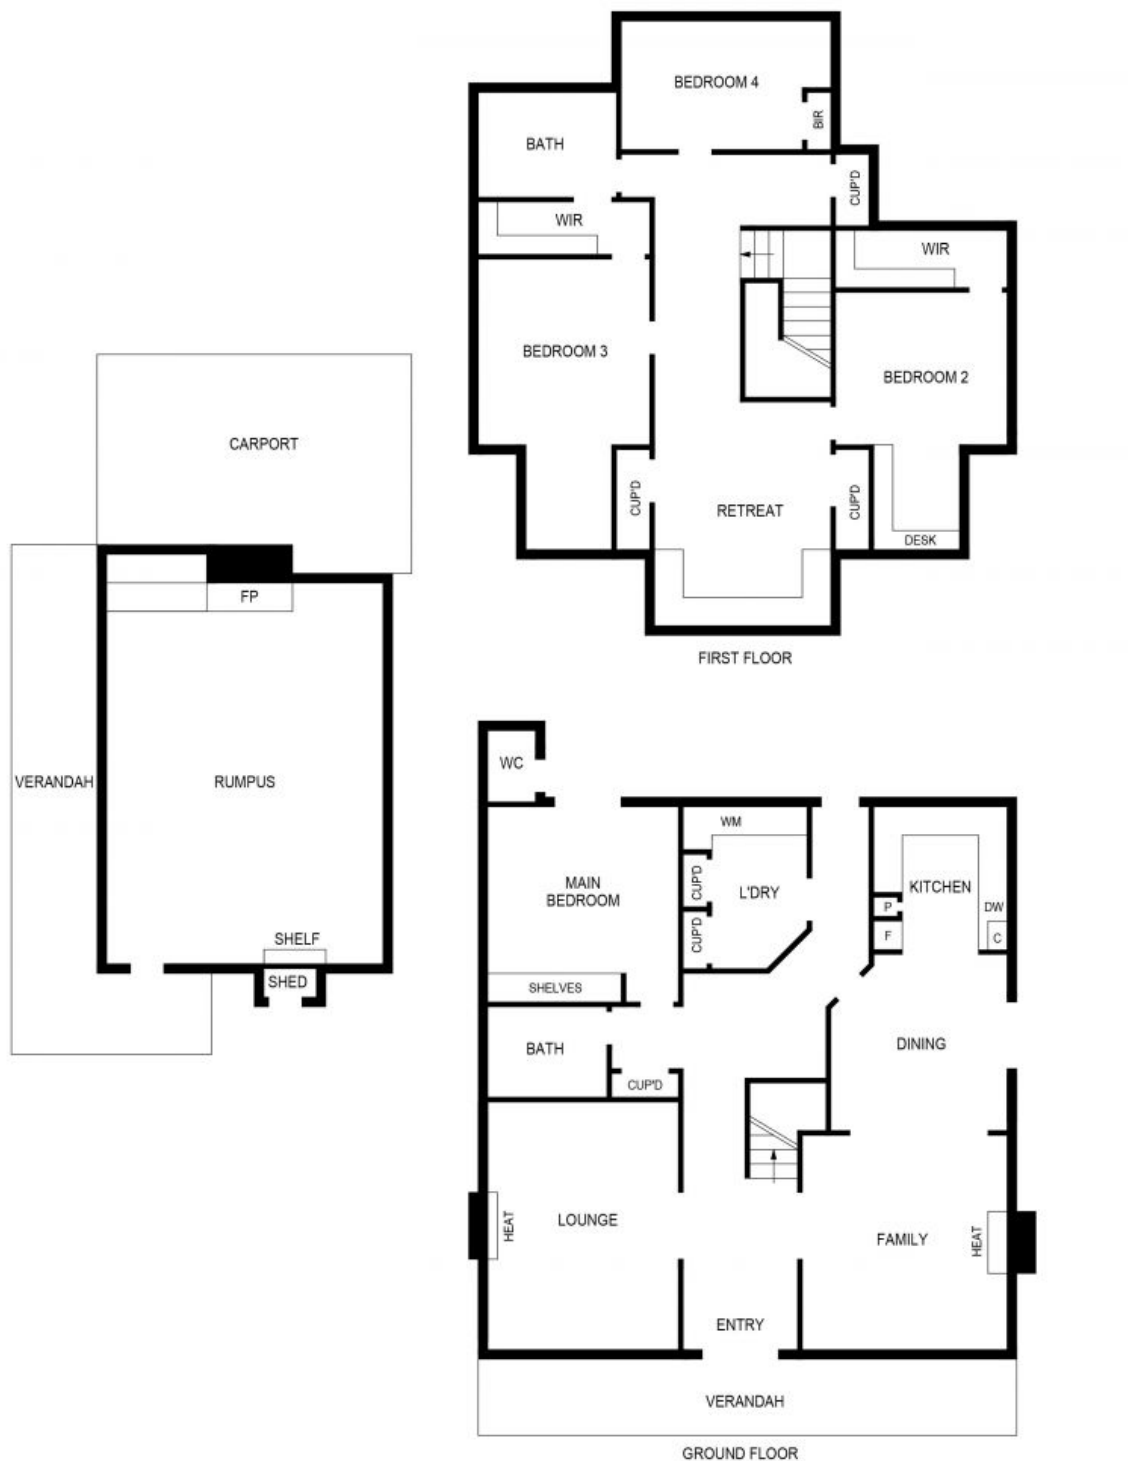 BEDROOM 4
BIR
BATH
CUP'D
WIR
WIR
BEDROOM 3
BEDROOM 2
CUP'D
RETREAT
CUP'D
DESK
FIRST FLOOR
CARPORT
FP
VERANDAH
RUMPUS
SHELF
SHED
WC
WM
MAIN
BEDROOM
CUP'D
L'DRY
CUP'D
KITCHEN
P
DW
F
C
SHELVES
BATH
CUP'D
DINING
LOUNGE
HEAT
FAMILY
HEAT
ENTRY
VERANDAH
GROUND FLOOR